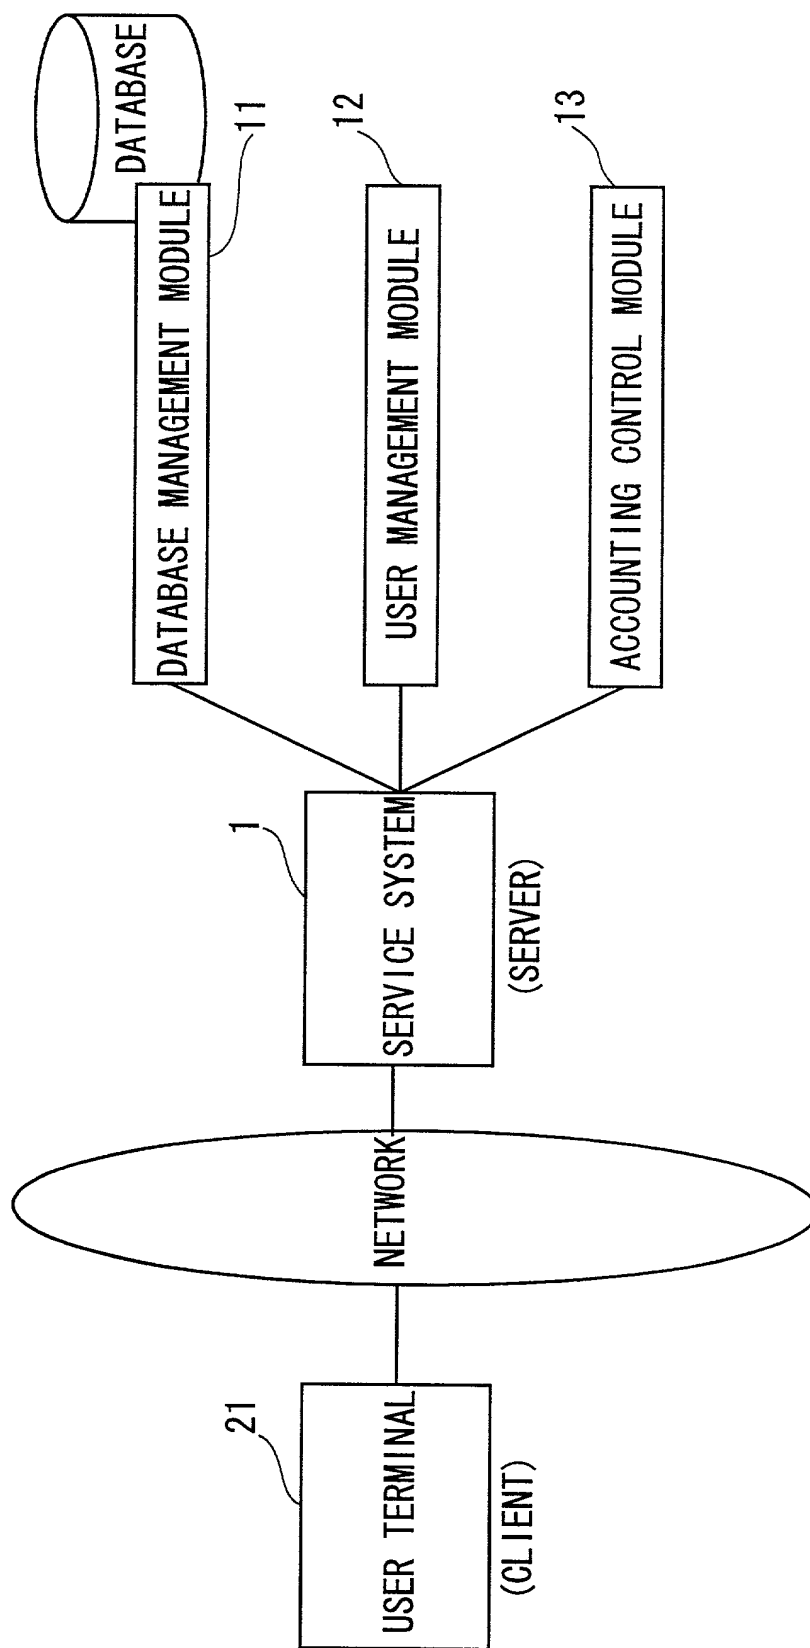 DATABASE
DATABASE MANAGEMENT MODULE
11
USER MANAGEMENT MODULE
12
ACCOUNTING CONTROL MODULE
13
1
SERVICE SYSTEM
(SERVER)
NETWORK
21
USER TERMINAL
(CLIENT)